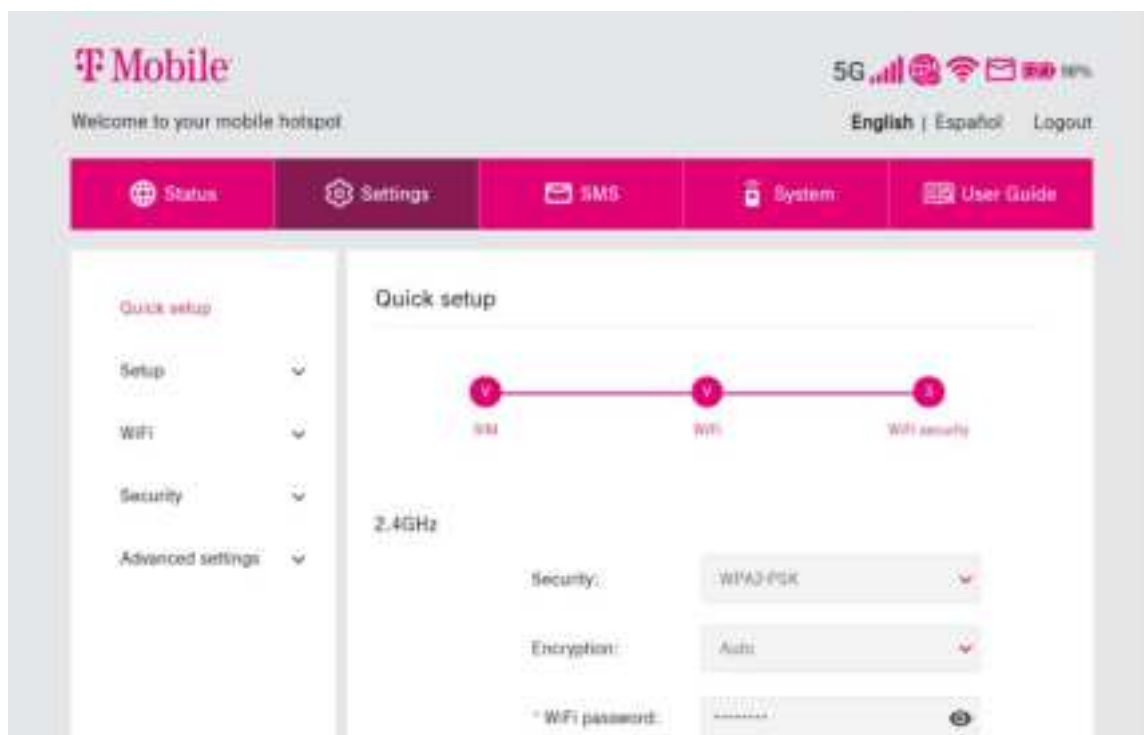 T Mobile
5G
Welcome to your mobile hotspot
English | Español Logout
Status Settings SMS System User Guide
Quick setup
Setup
WiFi
Security
Advanced settings
Quick setup
V V 3
SIM WiFi WiFi security
2.4GHz
Security: WPA2-PSK
Encryption: Auto
* WiFi password: --------